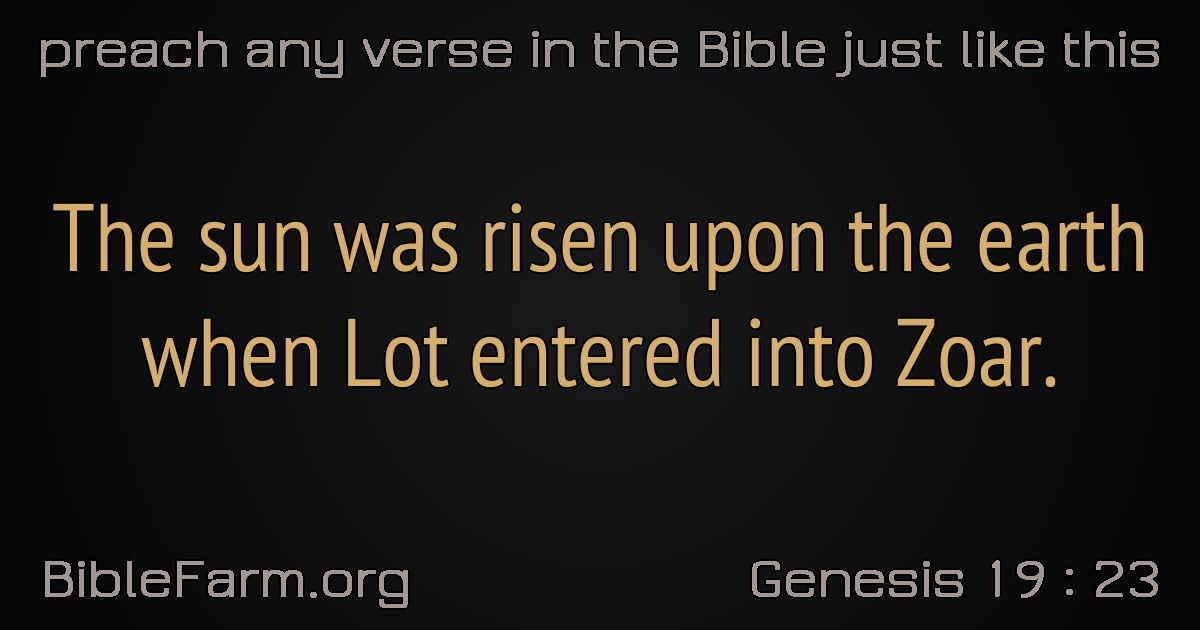 preach any verse in the Bible just like this
The sun was risen upon the earth
when Lot entered into Zoar.
BibleFarm.org
Genesis 19 : 23